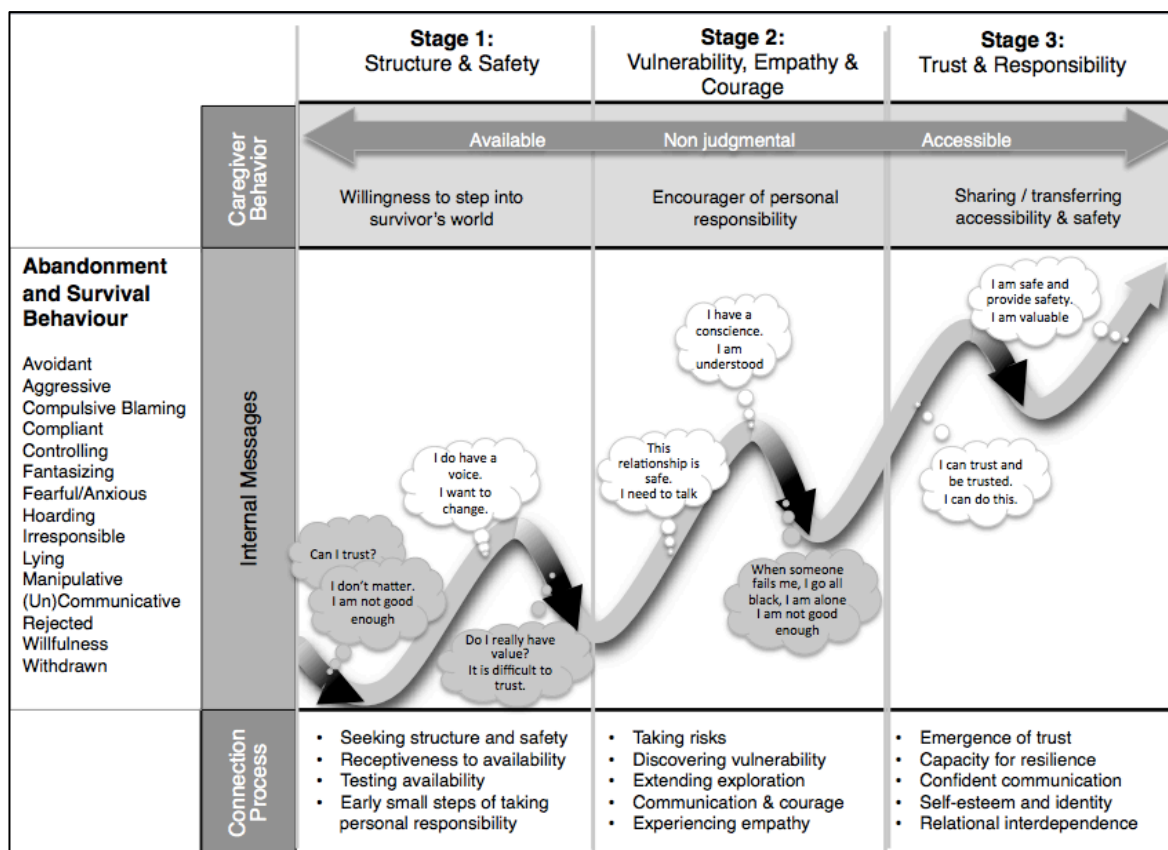 Stage 1:
Structure & Safety
Stage 2:
Vulnerability, Empathy &
Courage
Stage 3:
Trust & Responsibility
Caregiver
Behavior
Available
Non judgmental
Accessible
Willingness to step into
survivor's world
Encourager of personal
responsibility
Sharing / transferring
accessibility & safety
Abandonment
and Survival
Behaviour
Avoidant
Aggressive
Compulsive Blaming
Compliant
Controlling
Fantasizing
Fearful/Anxious
Hoarding
Irresponsible
Lying
Manipulative
(Un)Communicative
Rejected
Willfulness
Withdrawn
Internal Messages
Can I trust?
I don't matter.
I am not good
enough
I do have a
voice.
I want to
change.
Do I really have
value?
It is difficult to
trust.
This
relationship is
safe.
I need to talk
I have a
conscience.
I am
understood
When someone
fails me, I go all
black, I am alone
I am not good
enough
I can trust and
be trusted.
I can do this.
I am safe and
provide safety.
I am valuable
Connection
Process
• Seeking structure and safety
• Receptiveness to availability
• Testing availability
• Early small steps of taking
personal responsibility
• Taking risks
• Discovering vulnerability
• Extending exploration
• Communication & courage
• Experiencing empathy
• Emergence of trust
• Capacity for resilience
• Confident communication
• Self-esteem and identity
• Relational interdependence